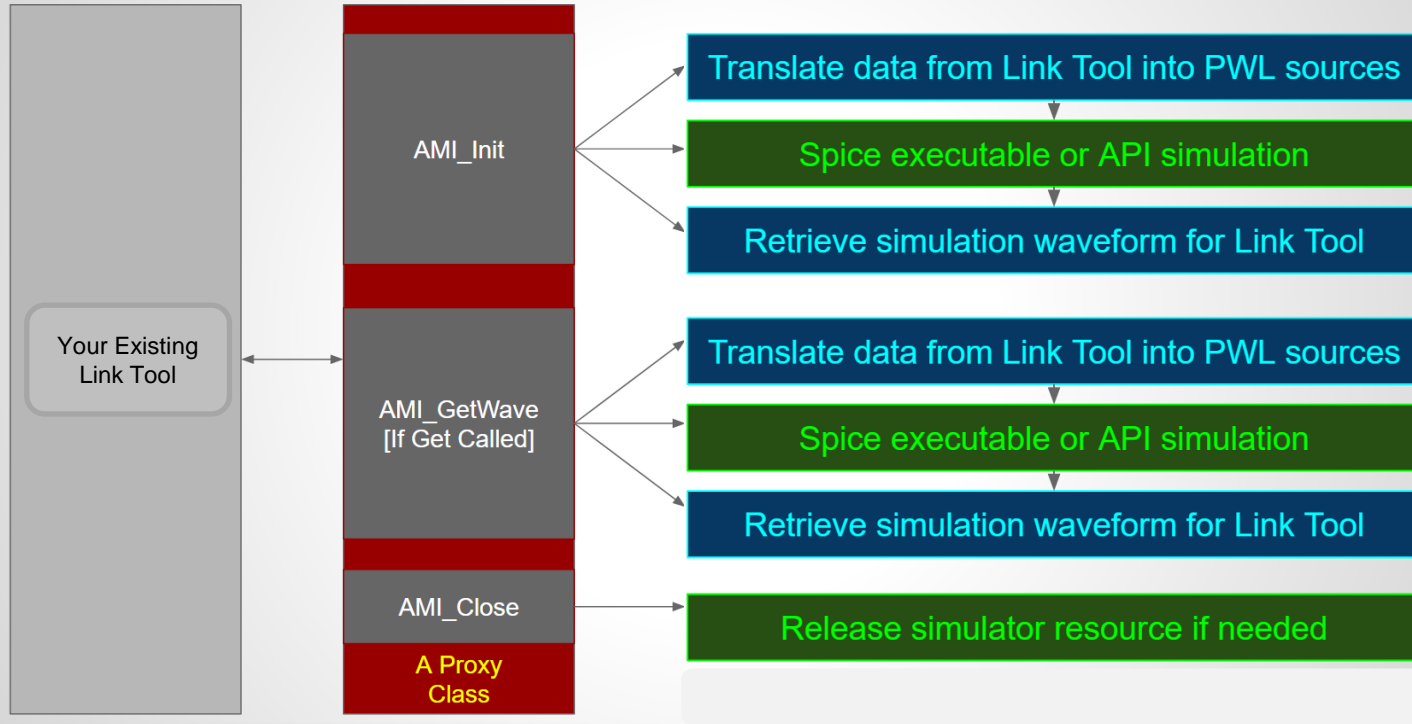 Your Existing
Link Tool
AMI_Init
Translate data from Link Tool into PWL sources
Spice executable or API simulation
Retrieve simulation waveform for Link Tool
AMI_GetWave
[If Get Called]
Translate data from Link Tool into PWL sources
Spice executable or API simulation
Retrieve simulation waveform for Link Tool
AMI_Close
Release simulator resource if needed
A Proxy
Class